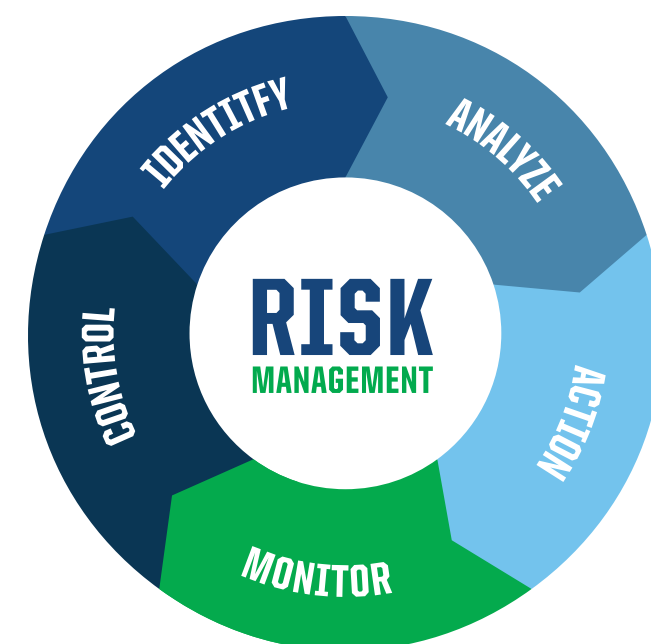 IDENTITFY
ANALYZE
ACTION
MONITOR
CONTROL
RISK
MANAGEMENT